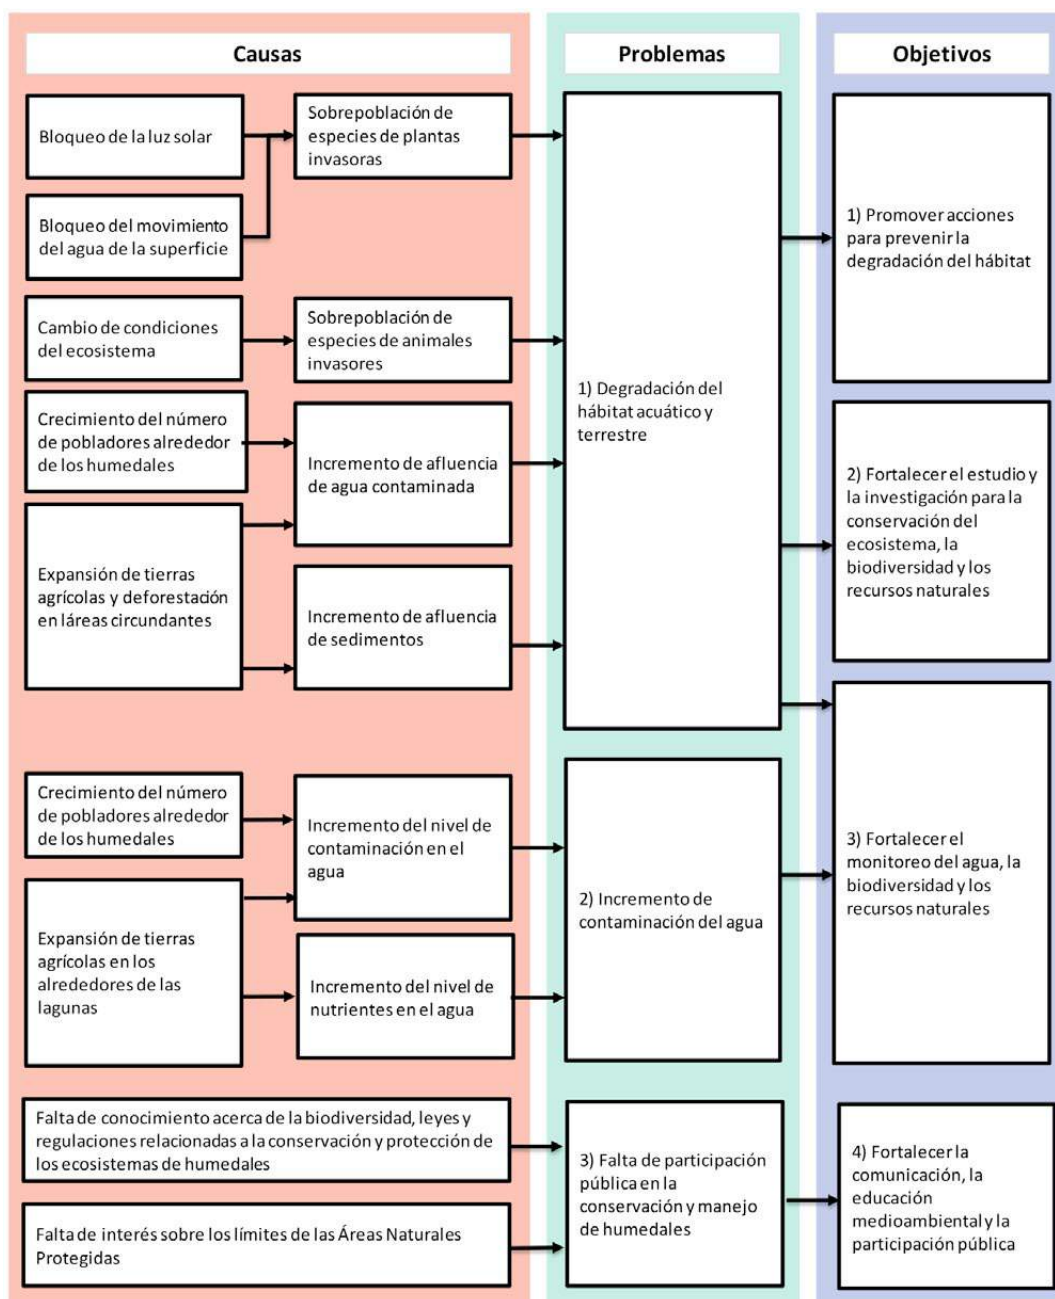 Causas
Problemas
Objetivos
Bloqueo de la luz solar
Sobrepoblación de
especies de plantas
invasoras
Bloqueo del movimiento
del agua de la superficie
Cambio de condiciones
del ecosistema
Sobrepoblación de
especies de animales
invasores
Crecimiento del número
de pobladores alrededor
de los humedales
Incremento de afluencia
de agua contaminada
Expansión de tierras
agrícolas y deforestación
en láreas circundantes
Incremento de afluencia
de sedimentos
1) Degradación del
hábitat acuático y
terrestre
1) Promover acciones
para prevenir la
degradación del hábitat
2) Fortalecer el estudio y
la investigación para la
conservación del
ecosistema, la
biodiversidad y los
recursos naturales
Crecimiento del número
de pobladores alrededor
de los humedales
Incremento del nivel de
contaminación en el
agua
Expansión de tierras
agrícolas en los
alrededores de las
lagunas
Incremento del nivel de
nutrientes en el agua
2) Incremento de
contaminación del agua
3) Fortalecer el
monitoreo del agua, la
biodiversidad y los
recursos naturales
Falta de conocimiento acerca de la biodiversidad, leyes y
regulaciones relacionadas a la conservación y protección de
los ecosistemas de humedales
Falta de interés sobre los límites de las Áreas Naturales
Protegidas
3) Falta de participación
pública en la
conservación y manejo
de humedales
4) Fortalecer la
comunicación, la
educación
medioambiental y la
participación pública